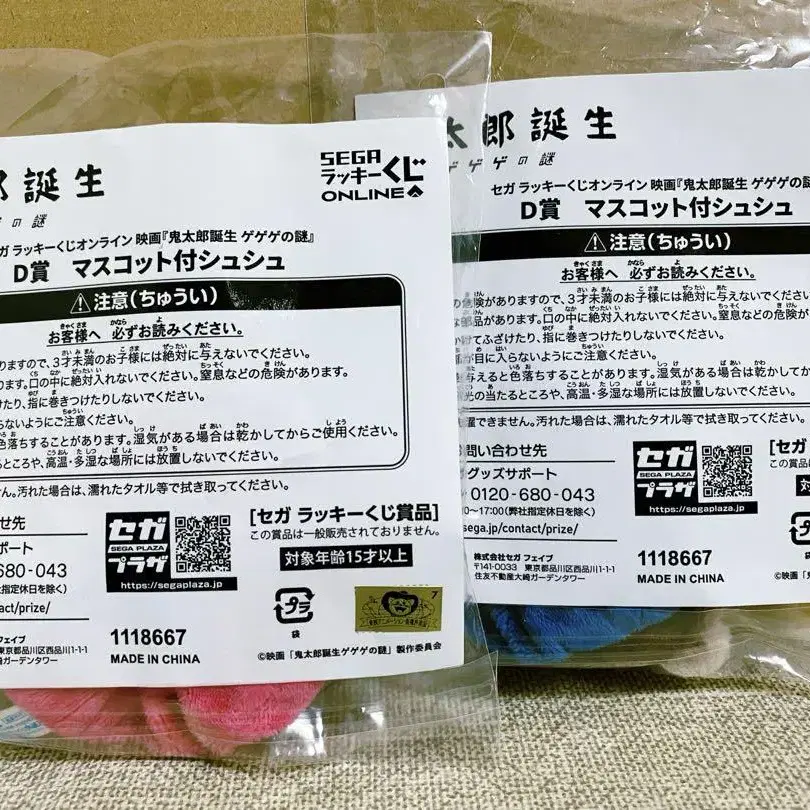 郎誕生
の謎
SEGA
ラッキーくじ
ONLINE
セガ ラッキーくじオンライン 映画『鬼太郎誕生 ゲゲゲの謎』
D賞 マスコット付シュシュ
注意(ちゅうい)
お客様へ 必ずお読みください。
ますので、3才未満のお子様には絶対に与えないでください。
ます。口の中に絶対入れないでください。窒息などの危険があります。
けたり、指に巻きつけたりしないでください。
ようにご注意ください。
色落ちすることがあります。湿気がある場合は乾かしてからご使用ください。
るところや、高温・多湿な場所には放置しないでください。
せん。汚れた場合は、濡れたタオル等で拭き取ってください。
せ先
ポート
680-043
指定休日を除く)
tact/prize/
フェイブ
東京都品川区西品川1-1-1
崎ガーデンタワー
セガ
SEGA PLAZA
プラザ
https://segaplaza.jp/
1118667
MADE IN CHINA
[セガ ラッキーくじ賞品]
この賞品は一般販売されておりません。
対象年齢15才以上
プラ
袋
7
©映画「鬼太郎誕生ゲゲゲの謎」製作委員会
太郎誕生
ゲゲゲの謎
セガ ラッキーくじオンライン 映画『鬼太郎誕生 ゲゲゲの謎
D賞 マスコット付シュシュ
注意(ちゅうい)
お客様へ 必ずお読みください。
危険がありますので、3才未満のお子様には絶対に与えないでくださ
部品があります。口の中に絶対入れないでください。窒息などの危険が
かけてふざけたり、指に巻きつけたりしないでください。
が目に入らないようにご注意ください。
与えると色落ちすることがあります。湿気がある場合は乾かして
光の当たるところや、高温・多湿な場所には放置しないでください。
濯できません。汚れた場合は、濡れたタオル等で拭き取ってください。
問い合わせ先
グッズサポート
0120-680-043
0～17:00(弊社指定休日を除く)
sega.jp/contact/prize/
株式会社セガ フェイブ
〒141-0033 東京都品川区西品川1-1-1
住友不動産大崎ガーデンタワー
セガ
SEGA PLAZA
プラザ
https://segaplaza.jp/
1118667
MADE IN CHINA
[セガ
この賞品
対
©映